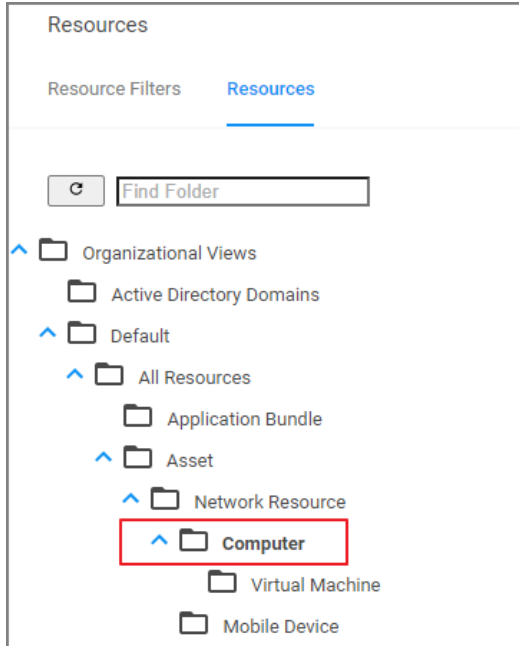 Resources
Resource Filters Resources
Find Folder
Organizational Views
Active Directory Domains
Default
All Resources
Application Bundle
Asset
Network Resource
Computer
Virtual Machine
Mobile Device